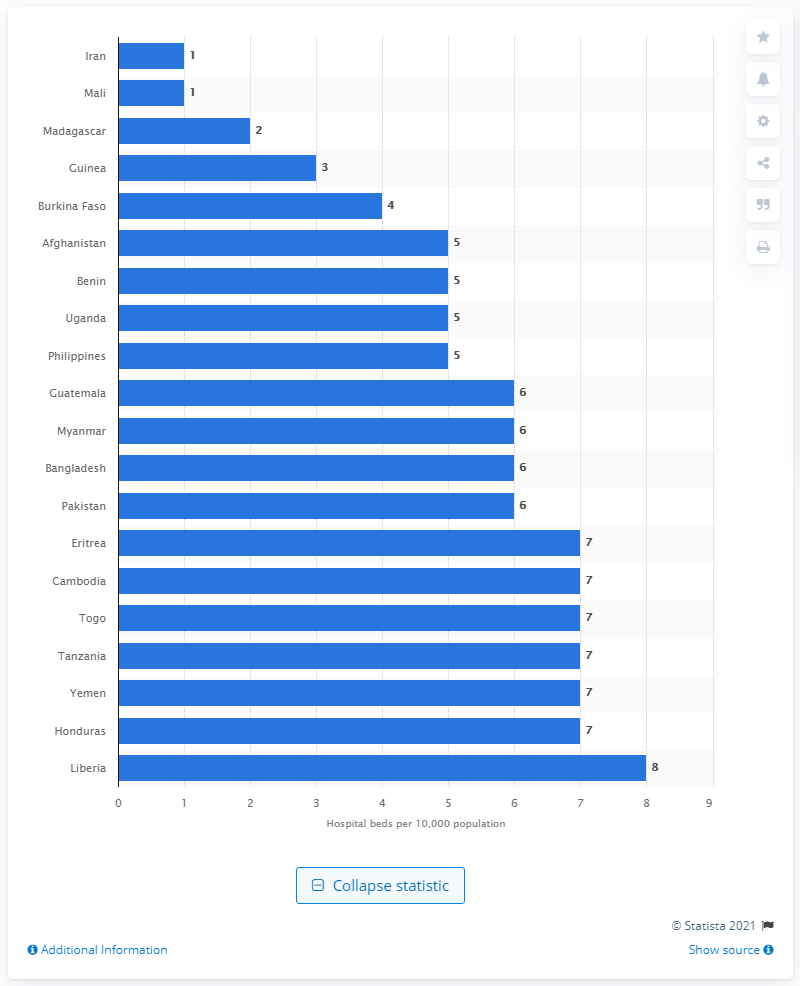 Iran 1
Mali 1
Madagascar 2
Guinea 3
Burkina Faso 4
Afghanistan 5
Benin 5
Uganda 5
Philippines 5
Guatemala 6
Myanmar 6
Bangladesh 6
Pakistan 6
Eritrea 7
Cambodia 7
Togo 7
Tanzania 7
Yemen 7
Honduras 7
Liberia 8
0 1 2 3 4 5 6 7 8 9
Hospital beds per 10,000 population
Collapse statistic
© Statista 2021
Additional Information Show source